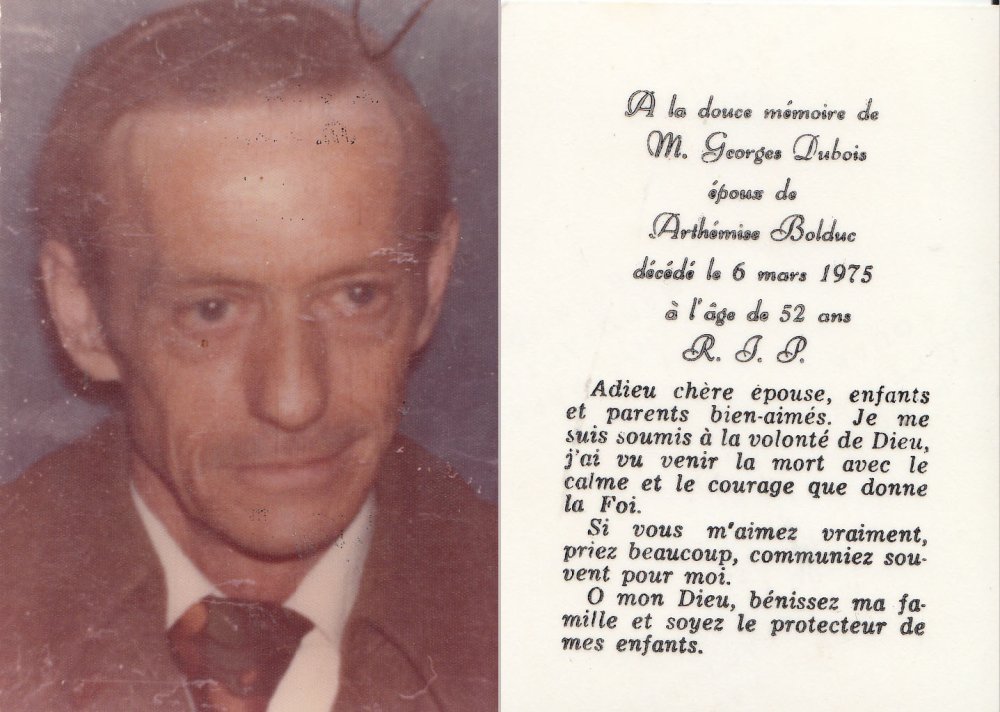 A la douce mémoire de
M. Georges Dubois
époux de
Arthémise Bolduc
décédé le 6 mars 1975
à l'âge de 52 ans
R. I. P.
Adieu chère épouse, enfants
et parents bien-aimés. Je me
suis soumis à la volonté de Dieu,
j'ai vu venir la mort avec le
calme et le courage que donne
la Foi.
Si vous m'aimez vraiment,
priez beaucoup, communiez sou-
vent pour moi.
O mon Dieu, bénissez ma fa-
mille et soyez le protecteur de
mes enfants.